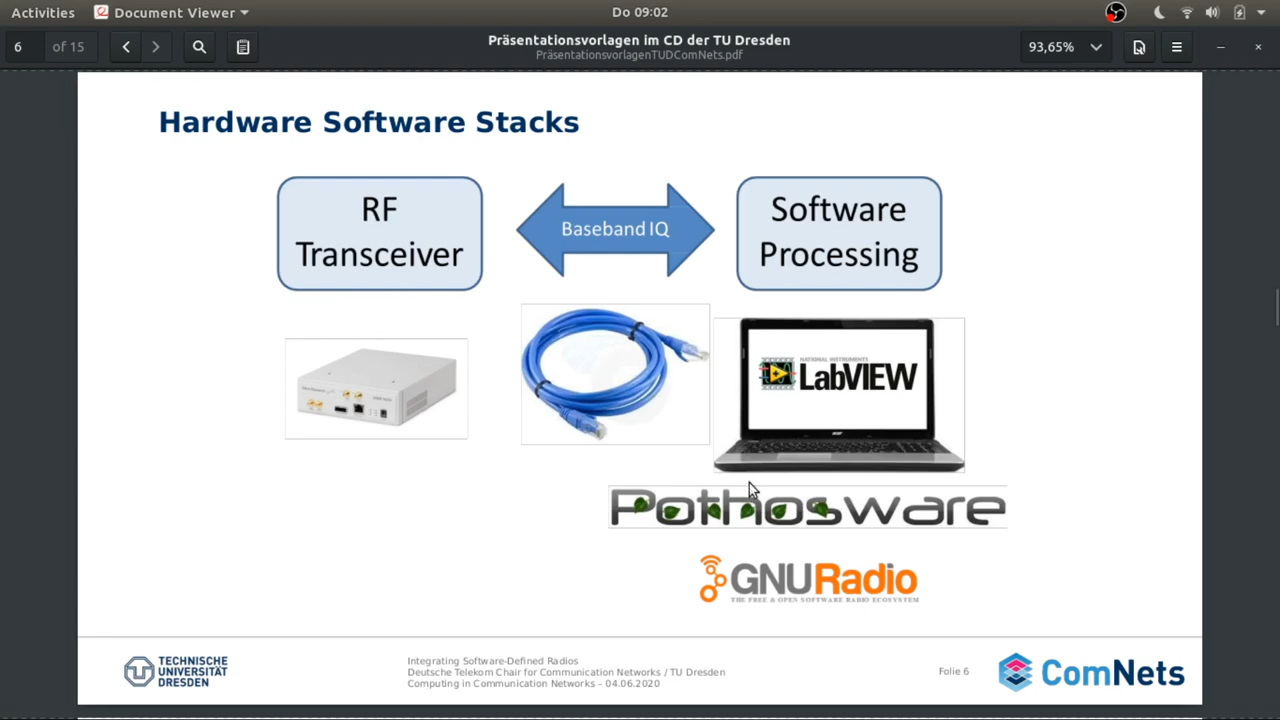 Activities
Document Viewer
Do 09:02
6
of 15
Präsentationsvorlagen im CD der TU Dresden
PräsentationsvorlagenTUDComNets.pdf
93,65%
Hardware Software Stacks
RF
Transceiver
Baseband IQ
Software
Processing
NATIONAL INSTRUMENTS
LabVIEW
acer
Pothosware
GNURadio
THE FREE & OPEN SOFTWARE RADIO ECOSYSTEM
TECHNISCHE
UNIVERSITÄT
DRESDEN
Integrating Software-Defined Radios
Deutsche Telekom Chair for Communication Networks / TU Dresden
Computing in Communication Networks – 04.06.2020
Folie 6
ComNets